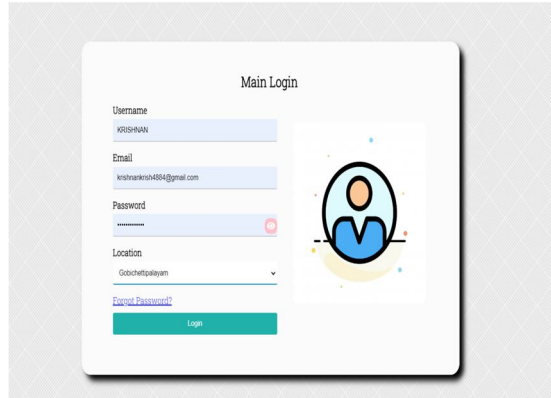 Main Login
Username
KRISHNAN
Email
krishnankrish4884@gmail.com
Password
•••••••••••••
Location
Gobichettipalayam
Forgot Password?
Login